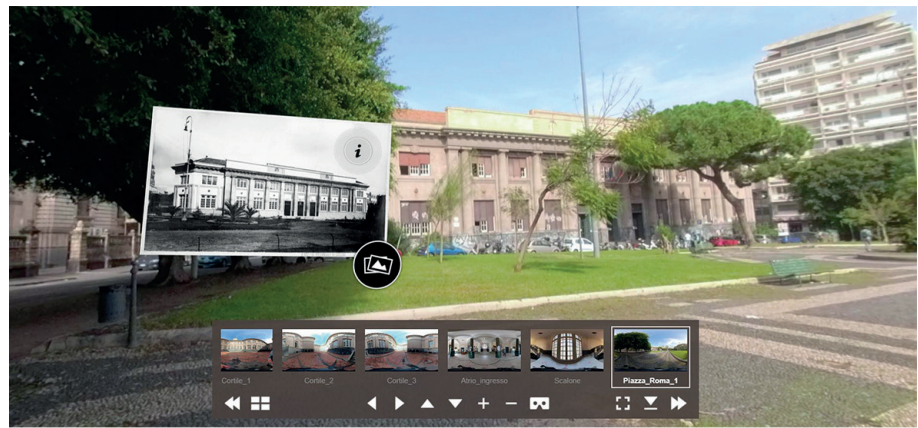 i
Cortile_1
Cortile_2
Cortile_3
Atrio_ingresso
Scalone
Piazza_Roma_1